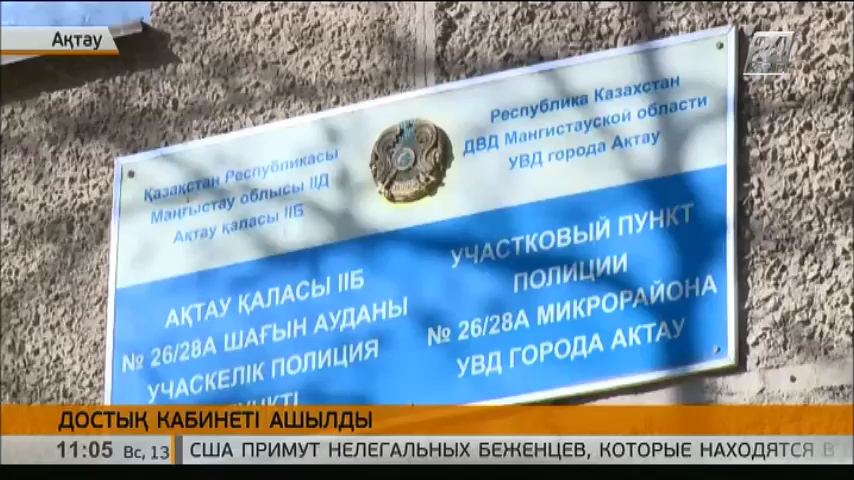 Ақтау
Қазақстан Республикасы
Маңғыстау облысы ІІД
Ақтау қаласы ІІБ
Республика Казахстан
ДВД Мангистауской области
УВД города Актау
АҚТАУ ҚАЛАСЫ ІІБ
№ 26/28А ШАҒЫН АУДАНЫ
УЧАСКЕЛІК ПОЛИЦИЯ
УЧАСТКОВЫЙ ПУНКТ
ПОЛИЦИИ
№ 26/28А МИКРОРАЙОНА
УВД ГОРОДА АКТАУ
ДОСТЫҚ КАБИНЕТІ АШЫЛДЫ
11:05 Вс, 13 США ПРИМУТ НЕЛЕГАЛЬНЫХ БЕЖЕНЦЕВ, КОТОРЫЕ НАХОДЯТСЯ В